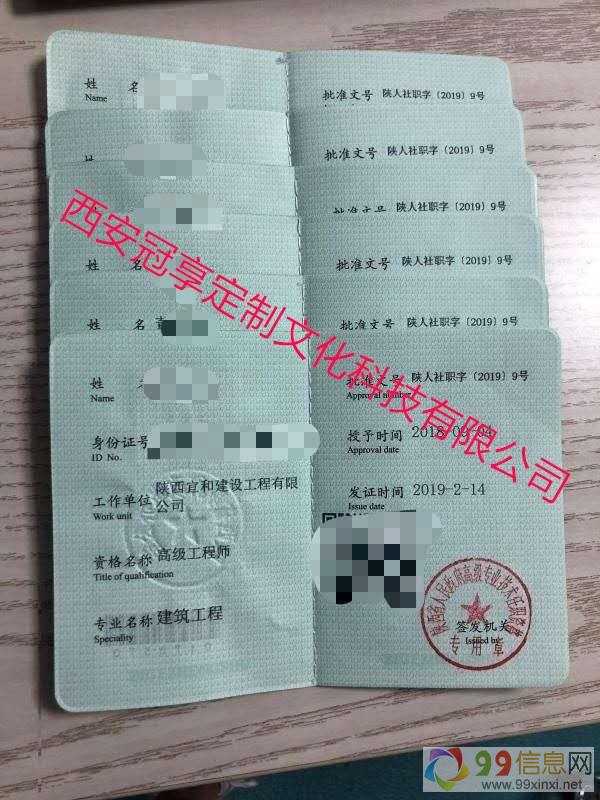 姓 名
Name
批准文号 陕人社职字〔2019〕9号
批准文号 陕人社职字〔2019〕9号
批准文号 陕人社职字〔2019〕9号
姓 名
批准文号 陕人社职字〔2019〕9号
姓 名
批准文号 陕人社职字〔2019〕9号
姓 名
Name
批准文号 陕人社职字〔2019〕9号
Approval number
身份证号
ID No.
授予时间 2018-09-04
Approval date
工作单位 陕西宜和建设工程有限公司
Work unit
发证时间 2019-2-14
Issue date
资格名称 高级工程师
Title of qualification
专业名称 建筑工程
Speciality
签发机关
Issued by
专用章
西安冠享定制文化科技有限公司
99信息网
www.99xinxi.net